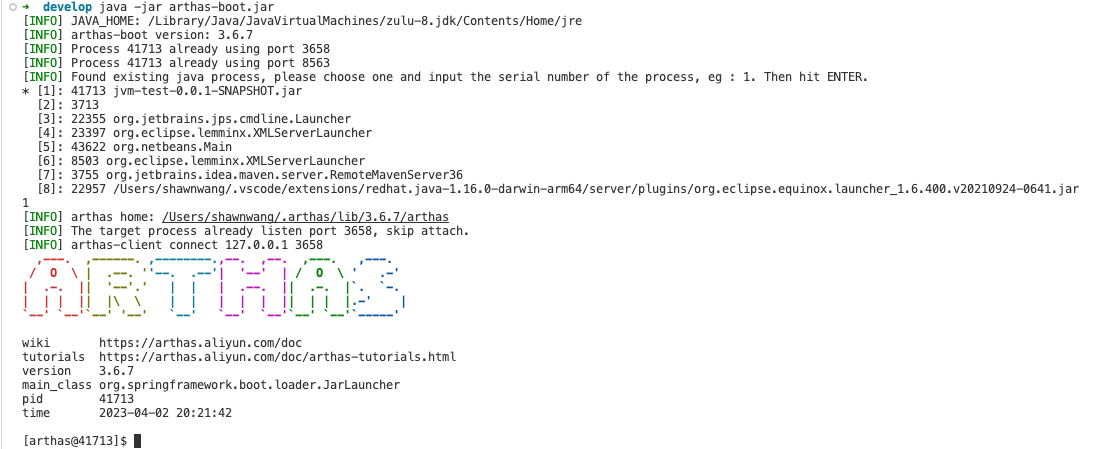 ➜  develop java -jar arthas-boot.jar
[INFO] JAVA_HOME: /Library/Java/JavaVirtualMachines/zulu-8.jdk/Contents/Home/jre
[INFO] arthas-boot version: 3.6.7
[INFO] Process 41713 already using port 3658
[INFO] Process 41713 already using port 8563
[INFO] Found existing java process, please choose one and input the serial number of the process, eg : 1. Then hit ENTER.
* [1]: 41713 jvm-test-0.0.1-SNAPSHOT.jar
  [2]: 3713
  [3]: 22355 org.jetbrains.jps.cmdline.Launcher
  [4]: 23397 org.eclipse.lemminx.XMLServerLauncher
  [5]: 43622 org.netbeans.Main
  [6]: 8503 org.eclipse.lemminx.XMLServerLauncher
  [7]: 3755 org.jetbrains.idea.maven.server.RemoteMavenServer36
  [8]: 22957 /Users/shawnwang/.vscode/extensions/redhat.java-1.16.0-darwin-arm64/server/plugins/org.eclipse.equinox.launcher_1.6.400.v20210924-0641.jar
1
[INFO] arthas home: /Users/shawnwang/.arthas/lib/3.6.7/arthas
[INFO] The target process already listen port 3658, skip attach.
[INFO] arthas-client connect 127.0.0.1 3658
ARTHAS
wiki       https://arthas.aliyun.com/doc
tutorials  https://arthas.aliyun.com/doc/arthas-tutorials.html
version    3.6.7
main_class org.springframework.boot.loader.JarLauncher
pid        41713
time       2023-04-02 20:21:42
[arthas@41713]$